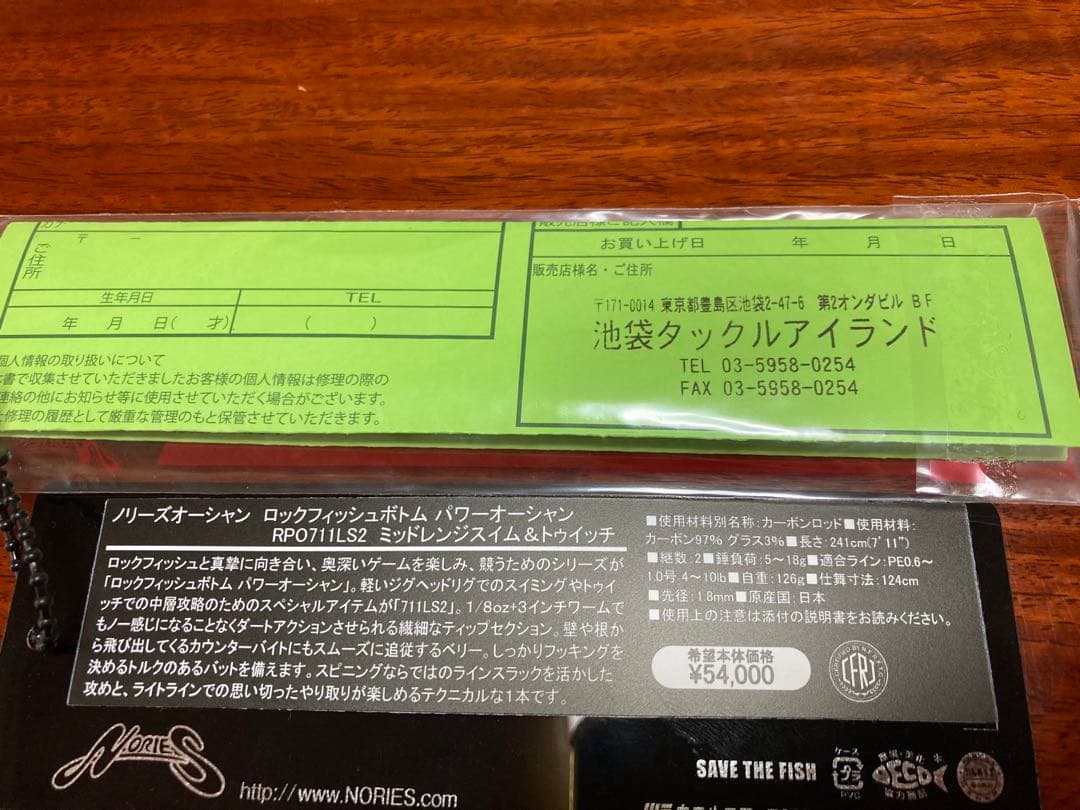 ご住所
〒 ー
生年月日
TEL
年 月 日( 才)
( )
個人情報の取り扱いについて
書で収集させていただきましたお客様の個人情報は修理の際の
連絡の他にお知らせ等に使用させていただく場合がございます。
修理の履歴として厳重な管理のもと保管させていただきます。
お買い上げ日 年 月 日
販売店様名・ご住所
〒171-0014 東京都豊島区池袋2-47-6 第2オンダビル BF
池袋タックルアイランド
TEL 03-5958-0254
FAX 03-5958-0254
ノリーズオーシャン ロックフィッシュボトム パワーオーシャン
RPO711LS2 ミッドレンジスイム&トゥイッチ
ロックフィッシュと真摯に向き合い、奥深いゲームを楽しみ、競うためのシリーズが
「ロックフィッシュボトム パワーオーシャン」。軽いジグヘッドリグでのスイミングやトゥイ
ッチでの中層攻略のためのスペシャルアイテムが「711LS2」。1/8oz+3インチワームで
もノー感じになることなくダートアクションさせられる繊細なティップセクション。壁や根か
ら飛び出してくるカウンターバイトにもスムーズに追従するベリー。しっかりフッキングを
決めるトルクのあるバットを備えます。スピニングならではのラインスラックを活かした
攻めと、ライトラインでの思い切ったやり取りが楽しめるテクニカルな1本です。
■使用材料別名称:カーボンロッド■使用材料:
カーボン97% グラス3%■長さ:241cm(7'11")
■継数:2■錘負荷:5~18g■適合ライン:PE0.6~
1.0号.4~10lb■自重:126g■仕舞寸法:124cm
■先径:1.8mm■原産国:日本
■使用上の注意は添付の説明書をお読みください。
希望本体価格
¥54,000
CFRJ
NORIES
http://www.NORIES.com
SAVE THE FISH
ケース
プラ
PVC
環境・美化
FECO
協力商品